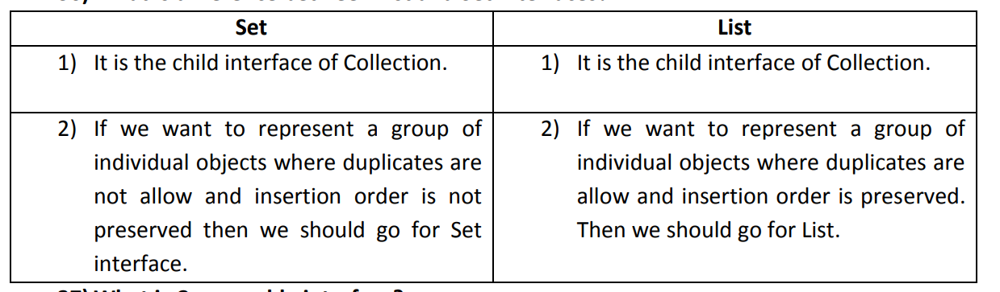 Set
List
1) It is the child interface of Collection.
1) It is the child interface of Collection.
2) If we want to represent a group of
individual objects where duplicates are
not allow and insertion order is not
preserved then we should go for Set
interface.
2) If we want to represent a group of
individual objects where duplicates are
allow and insertion order is preserved.
Then we should go for List.